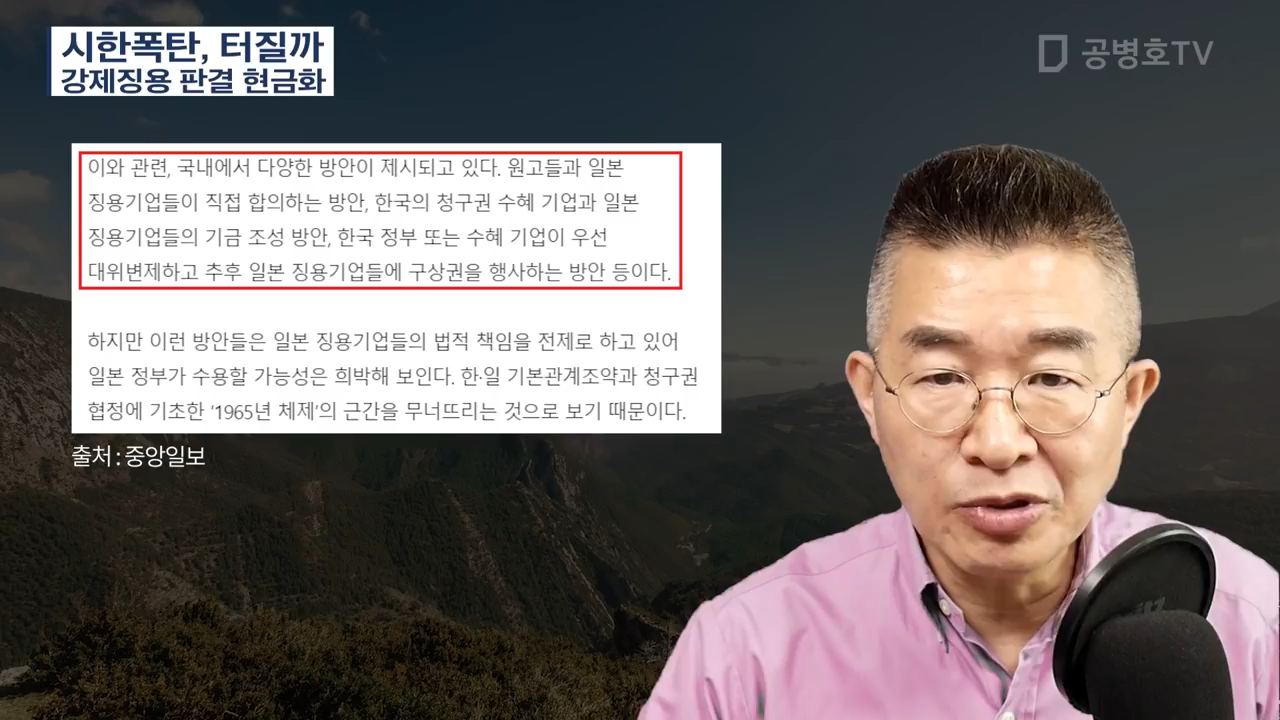 시한폭탄, 터질까
강제징용 판결 현금화
공병호TV
이와 관련, 국내에서 다양한 방안이 제시되고 있다. 원고들과 일본
징용기업들이 직접 합의하는 방안, 한국의 청구권 수혜 기업과 일본
징용기업들의 기금 조성 방안, 한국 정부 또는 수혜 기업이 우선
대위변제하고 추후 일본 징용기업들에 구상권을 행사하는 방안 등이다.
하지만 이런 방안들은 일본 징용기업들의 법적 책임을 전제로 하고 있어
일본 정부가 수용할 가능성은 희박해 보인다. 한·일 기본관계조약과 청구권
협정에 기초한 ‘1965년 체제’의 근간을 무너뜨리는 것으로 보기 때문이다.
출처 : 중앙일보